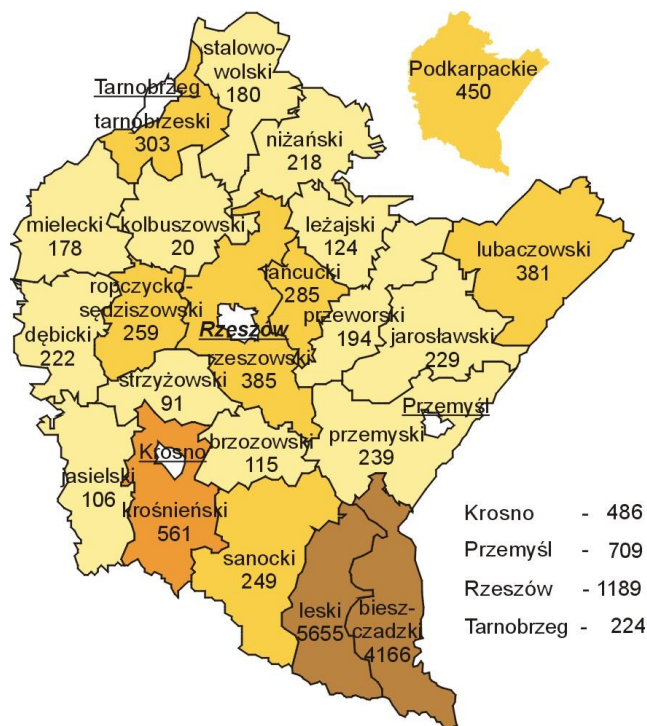 stalowo-
wolski
180
Podkarpackie
450
Tarnobrzeg
tarnobrzeski
303
niżański
218
mielecki
178
kolbuszowski
20
leżajski
124
lubaczowski
381
ropczycko-
sędziszowski
259
łańcucki
285
przeworski
194
jarosławski
229
dębicki
222
Rzeszów
rzeszowski
385
strzyżowski
91
Przemyśl
przemyski
239
Krosno
brzozowski
115
jasielski
106
krośnieński
561
sanocki
249
leski
5655
biesz-
czadzki
4166
Krosno - 486
Przemyśl - 709
Rzeszów - 1189
Tarnobrzeg - 224